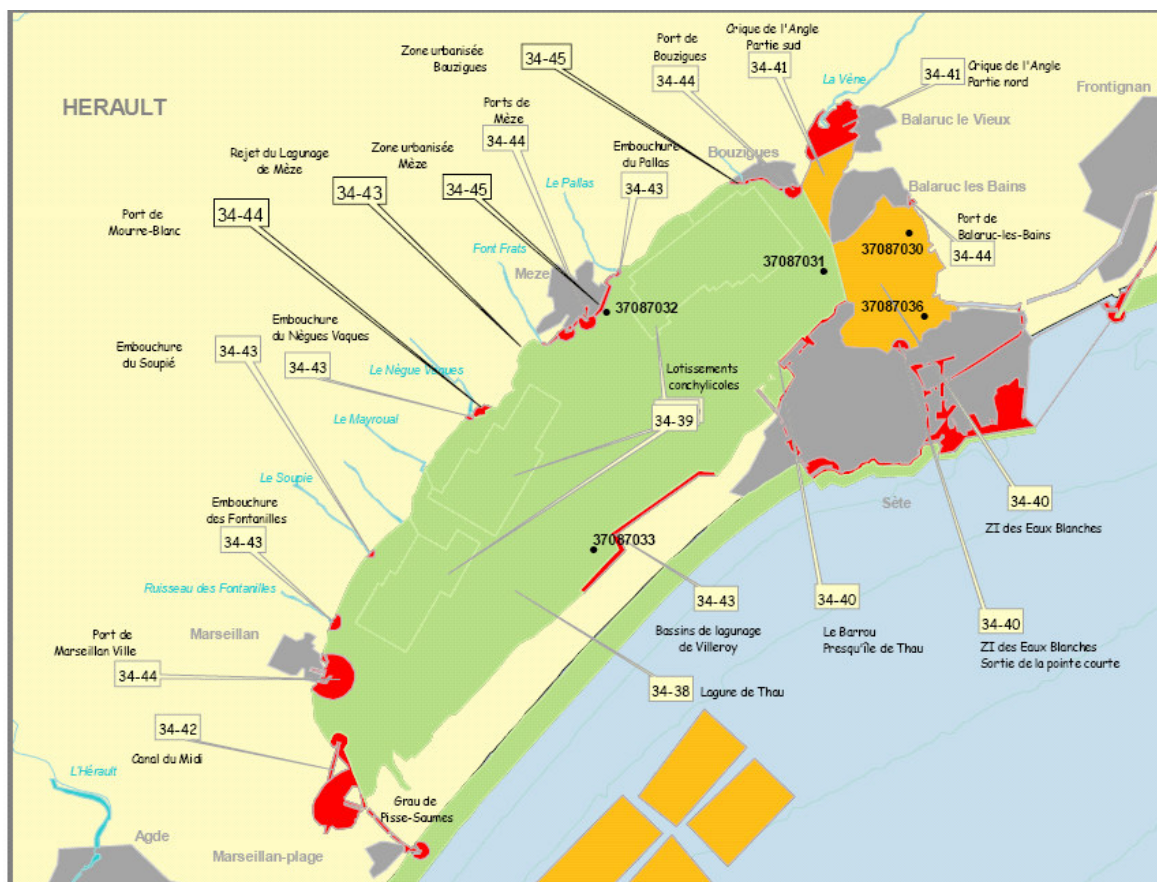 HERAULT
Zone urbanisée
Bouzigues
34-45
Port de
Bouzigues
34-44
Crique de l'Angle
Partie sud
34-41
La Vène
34-41
Crique de l'Angle
Partie nord
Frontignan
Balaruc le Vieux
Ports de
Mèze
34-44
Embouchure
du Pallas
34-43
Bouzigues
Rejet du Lagunage
de Mèze
34-43
Zone urbanisée
Mèze
34-45
Le Pallas
Balaruc les Bains
Port de
Balaruc-les-Bains
34-44
Port de
Mourre-Blanc
34-44
Font Frats
Meze
37087030
37087031
37087032
37087036
Embouchure
du Nègues Vaques
34-43
Embouchure
du Soupié
34-43
Le Nègue Vaques
Lotissements
conchylicoles
34-39
Le Mayroual
Le Soupie
Embouchure
des Fontanilles
34-43
Sète
34-40
ZI des Eaux Blanches
37087033
Ruisseau des Fontanilles
34-43
Bassins de lagunage
de Villeroy
34-40
Le Barrou
Presqu'île de Thau
34-40
ZI des Eaux Blanches
Sortie de la pointe courte
Marseillan
Port de
Marseillan Ville
34-44
34-38
Lagune de Thau
34-42
Canal du Midi
L'Hérault
Grau de
Pisse-Saumes
Agde
Marseillan-plage